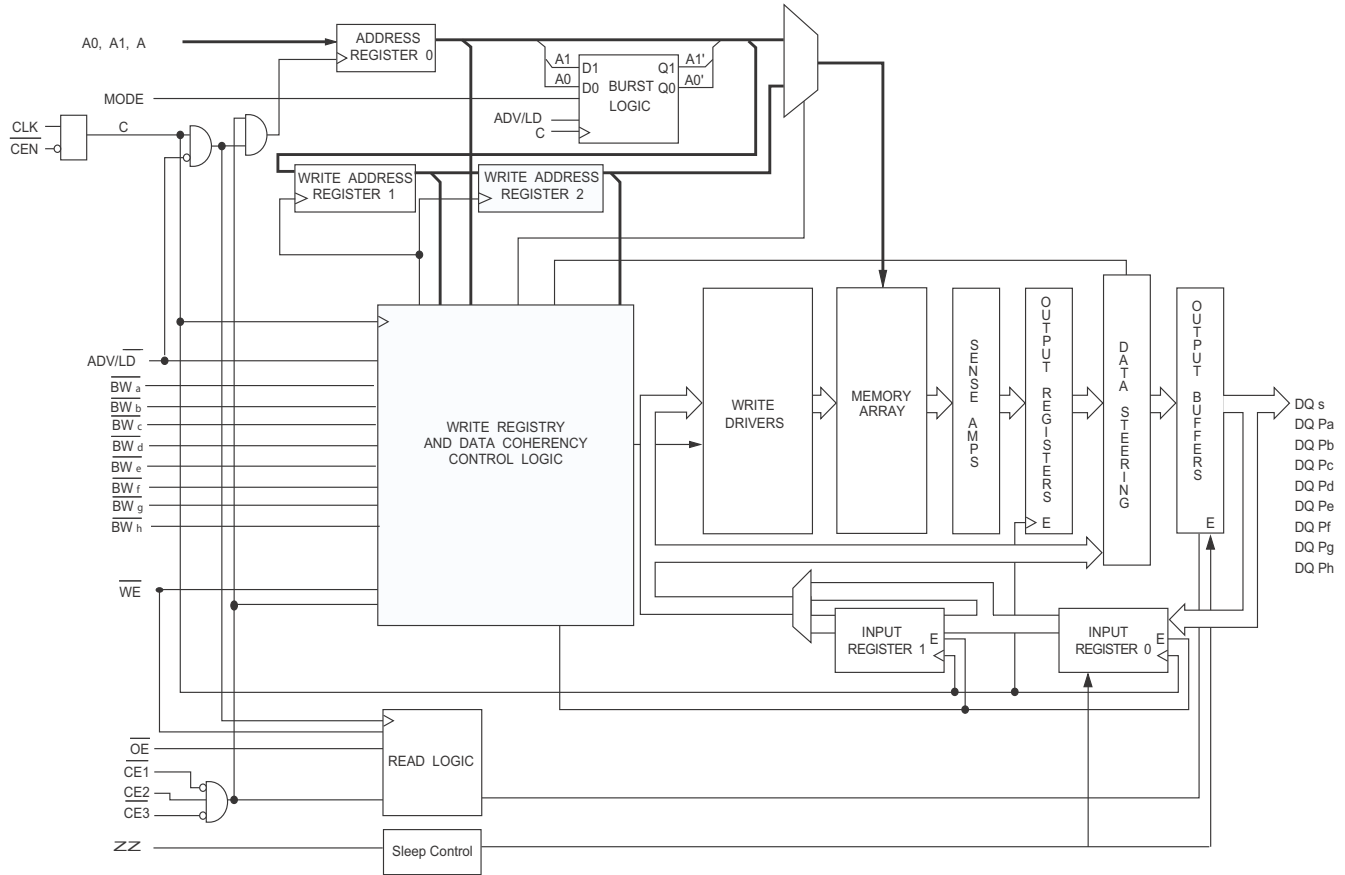 A0, A1, A
ADDRESS
REGISTER 0
A1
A0
D1
D0
BURST
LOGIC
Q1
Q0
A1'
A0'
MODE
ADV/LD
C
CLK
CEN
C
WRITE ADDRESS
REGISTER 1
WRITE ADDRESS
REGISTER 2
ADV/LD
BW a
BW b
BW c
BW d
BW e
BW f
BW g
BW h
WE
WRITE REGISTRY
AND DATA COHERENCY
CONTROL LOGIC
WRITE
DRIVERS
MEMORY
ARRAY
SENSE AMPS
OUTPUT REGISTERS
E
DATA STEERING
OUTPUT BUFFERS
E
DQ s
DQ Pa
DQ Pb
DQ Pc
DQ Pd
DQ Pe
DQ Pf
DQ Pg
DQ Ph
INPUT
REGISTER 1
E
INPUT
REGISTER 0
E
OE
CE1
CE2
CE3
READ LOGIC
ZZ
Sleep Control